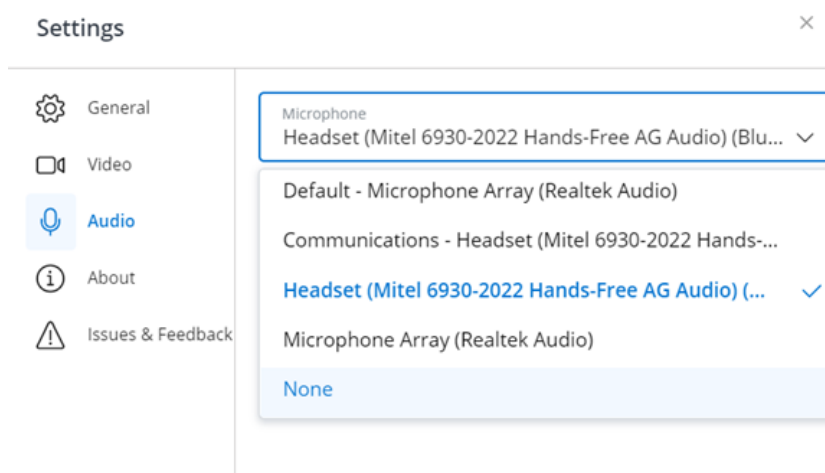 Settings
General
Video
Audio
About
Issues & Feedback
Microphone
Headset (Mitel 6930-2022 Hands-Free AG Audio) (Blu...
Default - Microphone Array (Realtek Audio)
Communications - Headset (Mitel 6930-2022 Hands-...
Headset (Mitel 6930-2022 Hands-Free AG Audio) (...
Microphone Array (Realtek Audio)
None